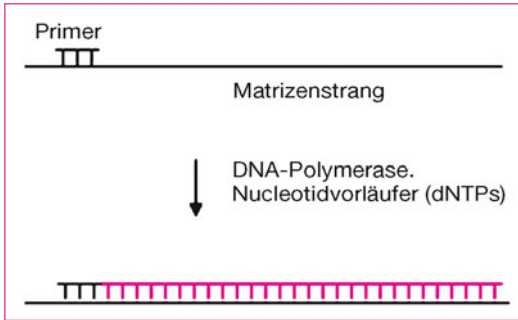 Primer
Matrizenstrang
DNA-Polymerase.
Nucleotidvorläufer (dNTPs)